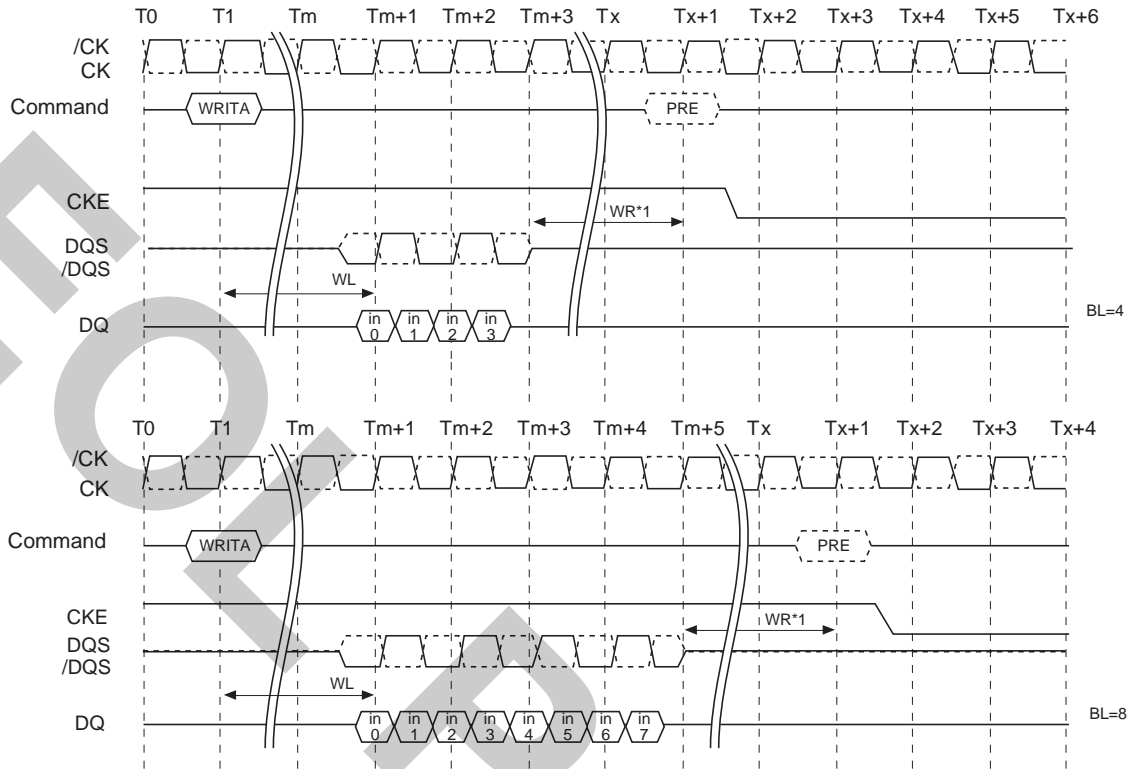 T0 T1 Tm Tm+1 Tm+2 Tm+3 Tx Tx+1 Tx+2 Tx+3 Tx+4 Tx+5 Tx+6
/CK
CK
Command WRITA PRE
CKE
WR*1
DQS
/DQS
WL
DQ in 0 in 1 in 2 in 3
BL=4
T0 T1 Tm Tm+1 Tm+2 Tm+3 Tm+4 Tm+5 Tx Tx+1 Tx+2 Tx+3 Tx+4
/CK
CK
Command WRITA PRE
CKE
WR*1
DQS
/DQS
WL
DQ in 0 in 1 in 2 in 3 in 4 in 5 in 6 in 7
BL=8
EOL P